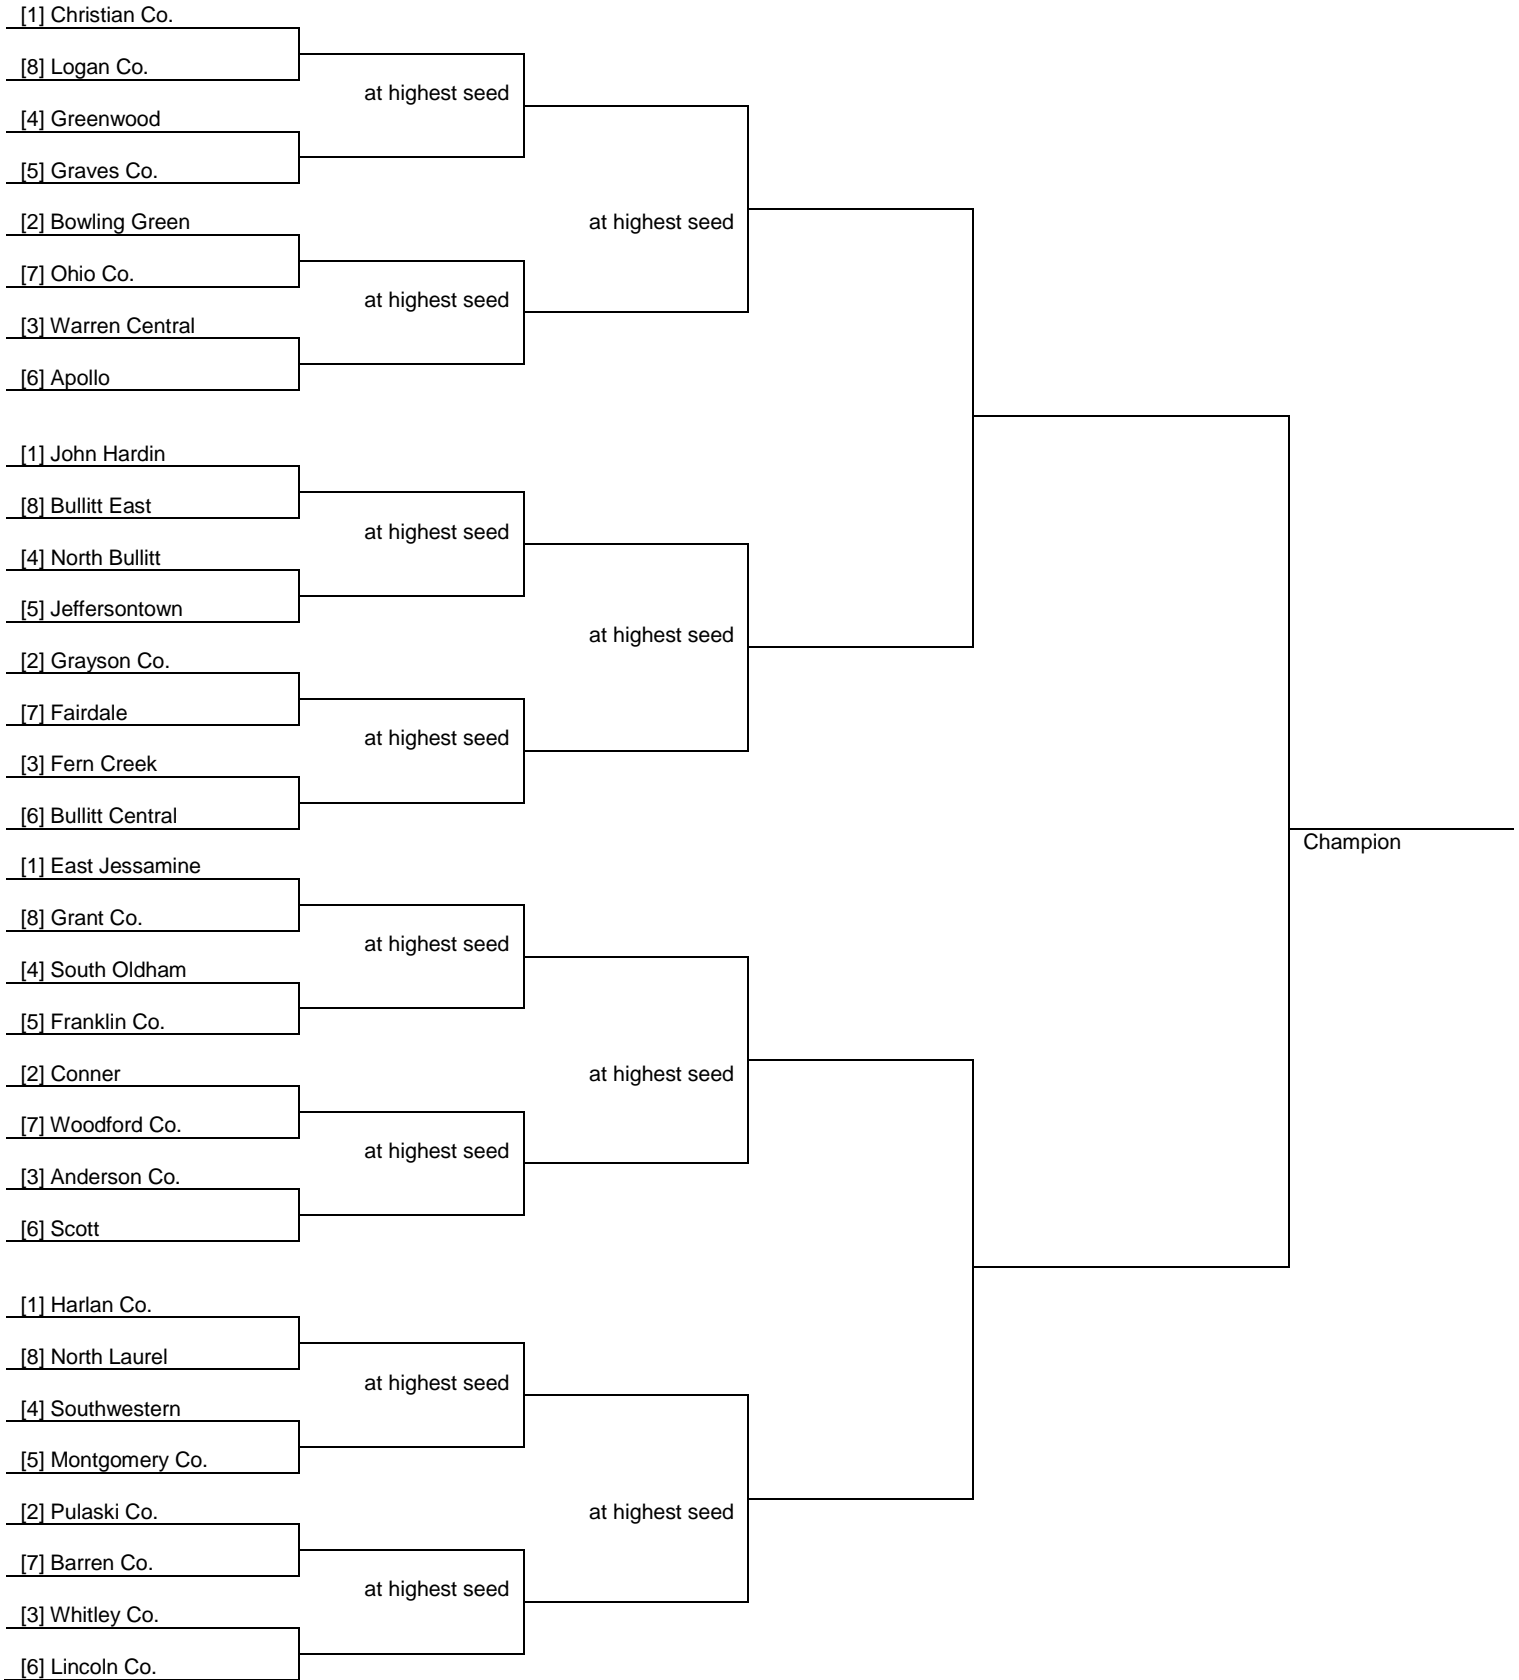 [1] Christian Co.
[8] Logan Co.
at highest seed
[4] Greenwood
[5] Graves Co.
[2] Bowling Green
at highest seed
[7] Ohio Co.
at highest seed
[3] Warren Central
[6] Apollo
[1] John Hardin
[8] Bullitt East
at highest seed
[4] North Bullitt
[5] Jeffersontown
at highest seed
[2] Grayson Co.
[7] Fairdale
at highest seed
[3] Fern Creek
[6] Bullitt Central
Champion
[1] East Jessamine
[8] Grant Co.
at highest seed
[4] South Oldham
[5] Franklin Co.
[2] Conner
at highest seed
[7] Woodford Co.
at highest seed
[3] Anderson Co.
[6] Scott
[1] Harlan Co.
[8] North Laurel
at highest seed
[4] Southwestern
[5] Montgomery Co.
[2] Pulaski Co.
at highest seed
[7] Barren Co.
at highest seed
[3] Whitley Co.
[6] Lincoln Co.